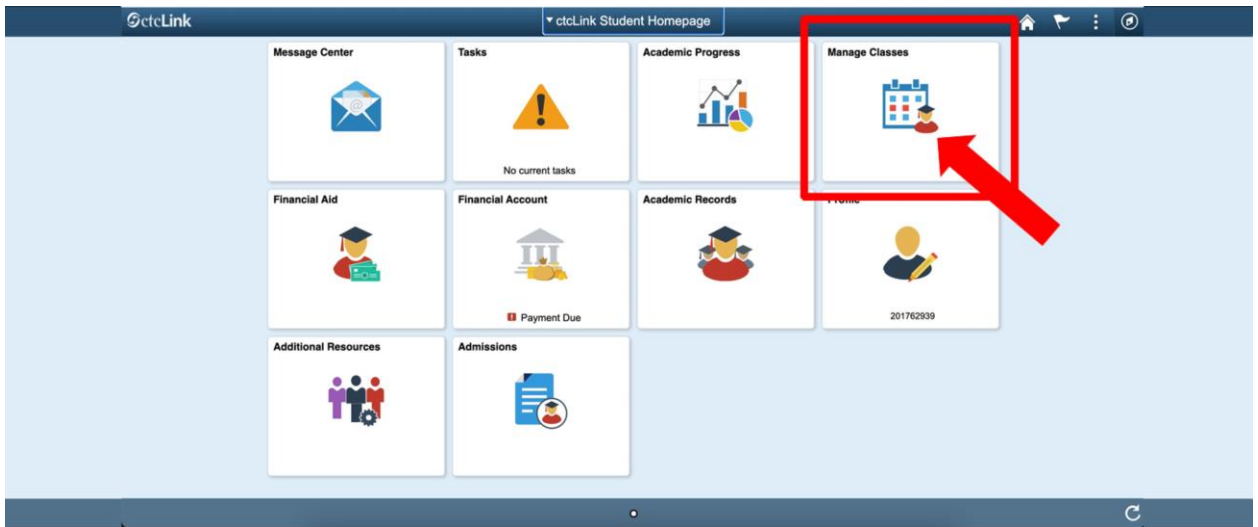 ctcLink
ctcLink Student Homepage
Message Center
Tasks
Academic Progress
Manage Classes
@
No current tasks
Financial Aid
Financial Account
Academic Records
Profile
Payment Due
201762939
Additional Resources
Admissions